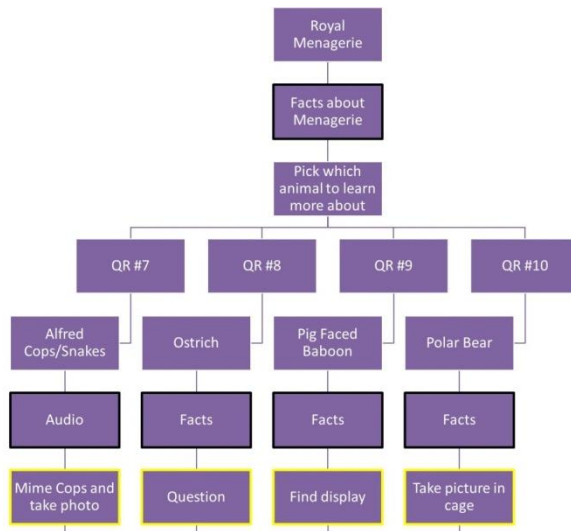 Royal
Menagerie
Facts about
Menagerie
Pick which
animal to learn
more about
QR #7
QR #8
QR #9
QR #10
Alfred
Cops/Snakes
Ostrich
Pig Faced
Baboon
Polar Bear
Audio
Facts
Facts
Facts
Mime Cops and
take photo
Question
Find display
Take picture in
cage